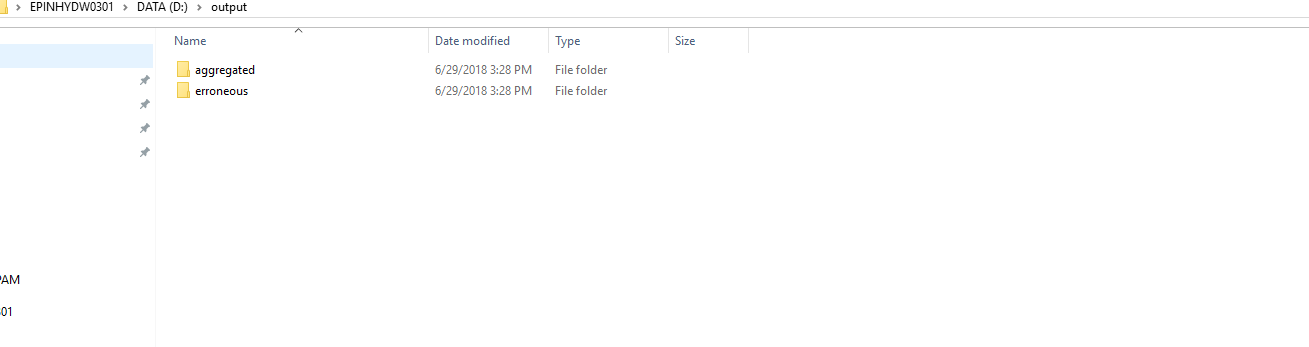 EPINHYDW0301 > DATA (D:) > output
Name Date modified Type Size
aggregated 6/29/2018 3:28 PM File folder
erroneous 6/29/2018 3:28 PM File folder
PAM
01